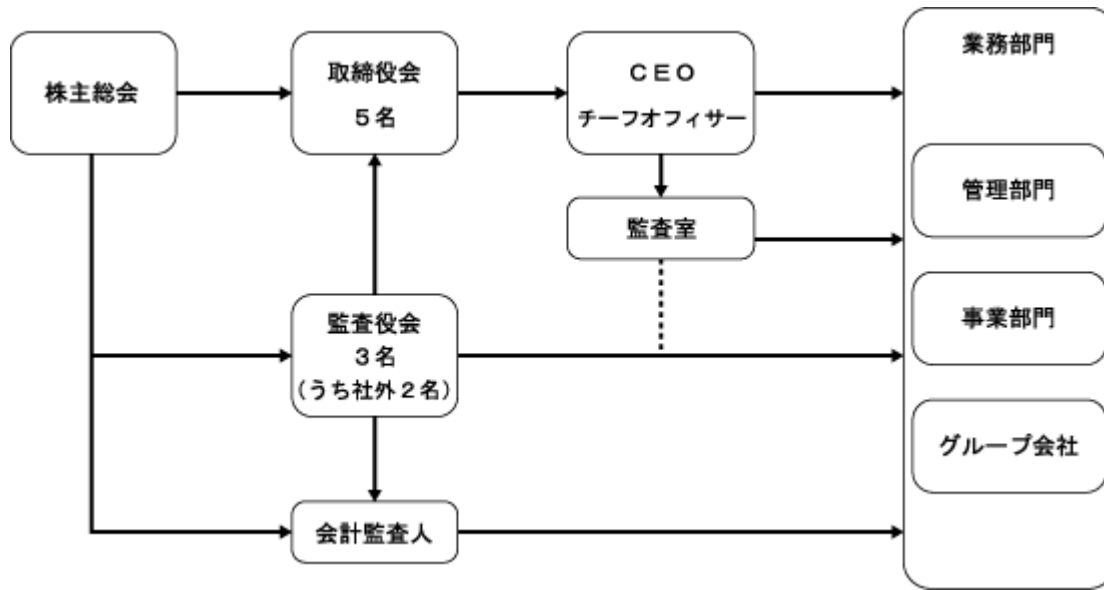 株主総会
取締役会
５名
ＣＥＯ
チーフオフィサー
業務部門
監査室
管理部門
監査役会
３名
（うち社外２名）
事業部門
グループ会社
会計監査人